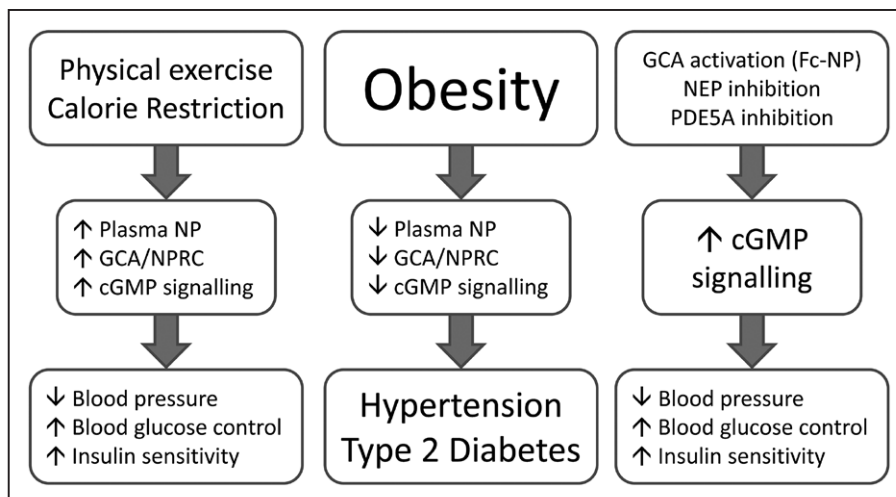 Physical exercise
Calorie Restriction
↑ Plasma NP
↑ GCA/NPRC
↑ cGMP signalling
↓ Blood pressure
↑ Blood glucose control
↑ Insulin sensitivity
Obesity
↓ Plasma NP
↓ GCA/NPRC
↓ cGMP signalling
Hypertension
Type 2 Diabetes
GCA activation (Fc-NP)
NEP inhibition
PDE5A inhibition
↑ cGMP
signalling
↓ Blood pressure
↑ Blood glucose control
↑ Insulin sensitivity